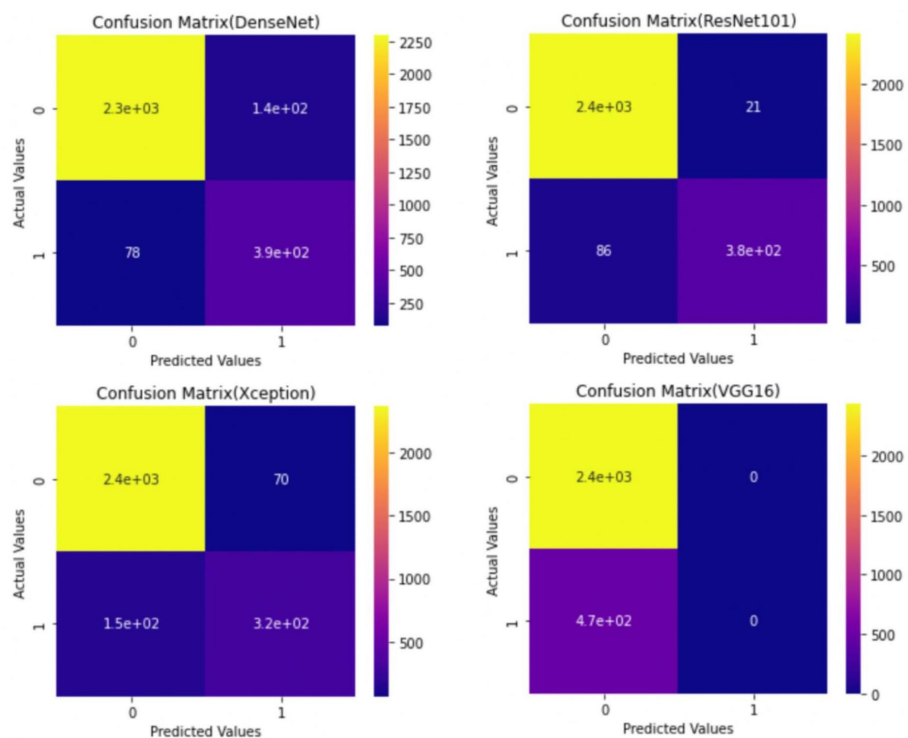 Confusion Matrix(DenseNet)
Actual Values
0
1
2.3e+03
1.4e+02
78
3.9e+02
0
1
Predicted Values
2250
2000
1750
1500
1250
1000
750
500
250
Confusion Matrix(ResNet101)
Actual Values
0
1
2.4e+03
21
86
3.8e+02
0
1
Predicted Values
2000
1500
1000
500
Confusion Matrix(Xception)
Actual Values
0
1
2.4e+03
70
1.5e+02
3.2e+02
0
1
Predicted Values
2000
1500
1000
500
Confusion Matrix(VGG16)
Actual Values
0
1
2.4e+03
0
4.7e+02
0
0
1
Predicted Values
2000
1500
1000
500
0